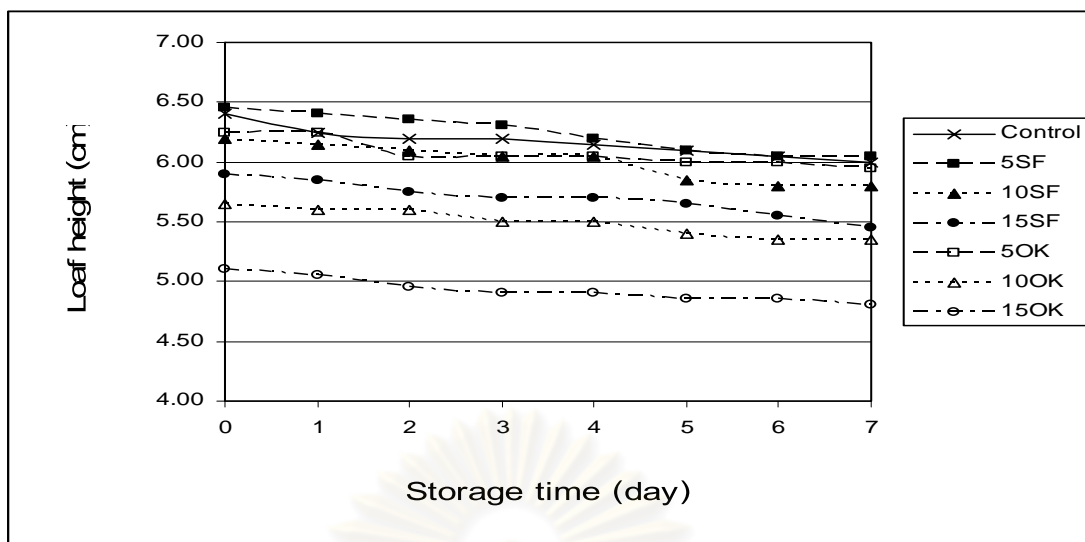 7.00
6.50
6.00
5.50
5.00
4.50
4.00
Loaf height (cm)
0 1 2 3 4 5 6 7
Storage time (day)
Control
5SF
10SF
15SF
5OK
10OK
15OK